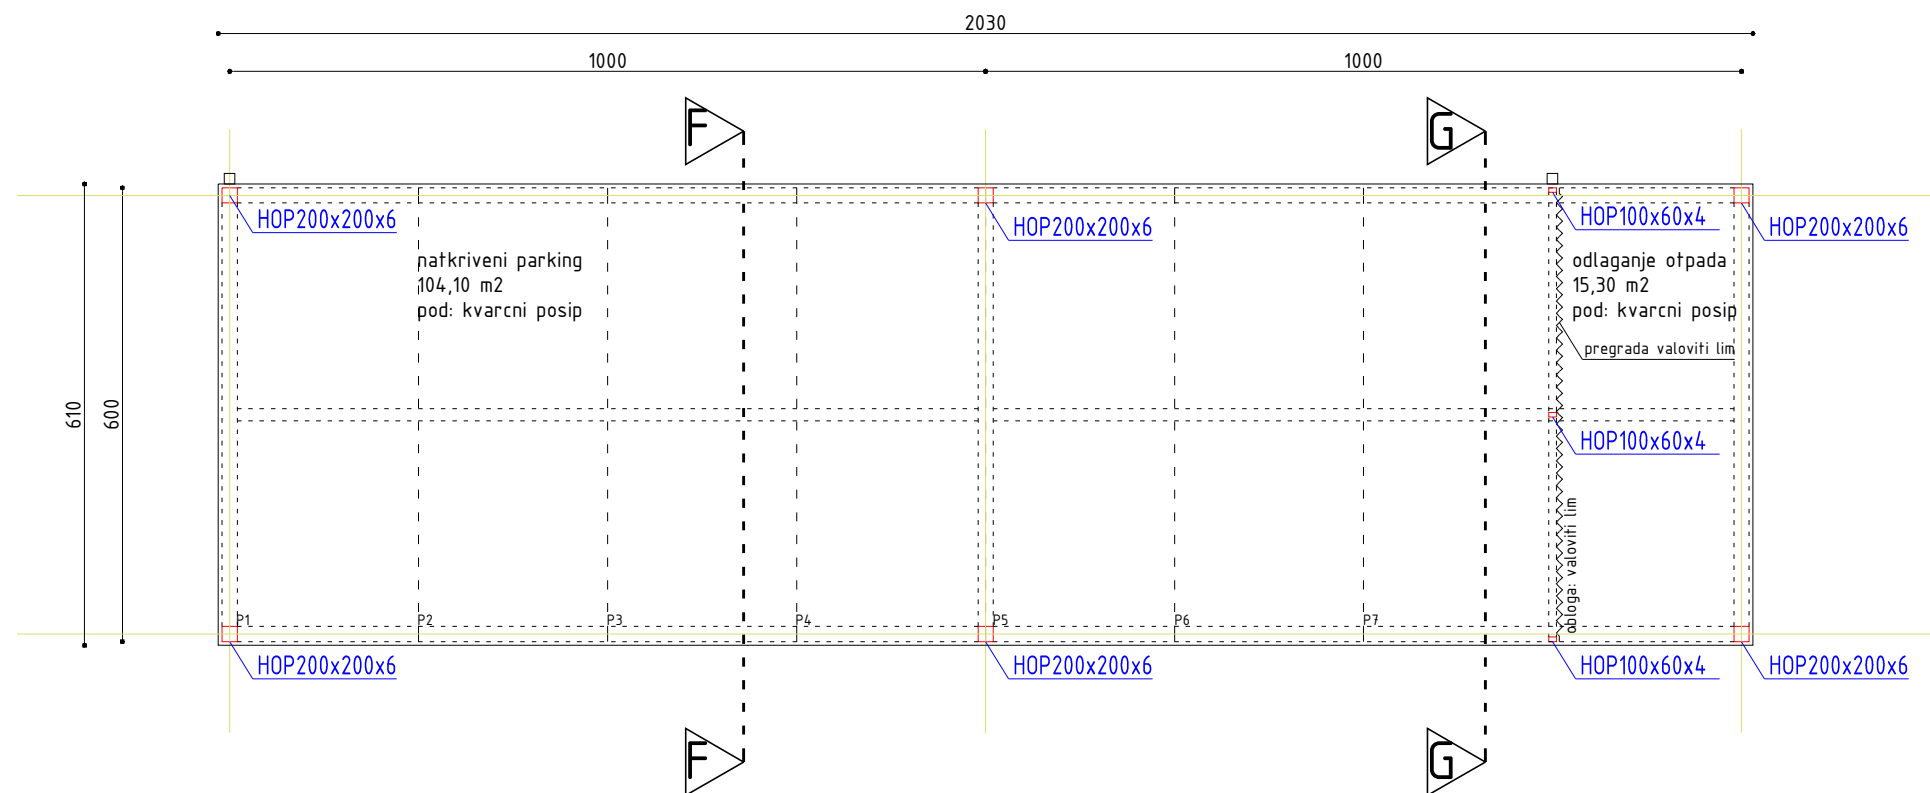 2030
1000
1000
F
G
HOP200x200x6
HOP200x200x6
HOP100x60x4
HOP200x200x6
natkriveni parking
104,10 m2
pod: kvarcni posip
odlaganje otpada
15,30 m2
pod: kvarcni posip
pregrada valoviti lim
610
600
HOP100x60x4
obloga: valoviti lim
P1
P2
P3
P4
P5
P6
P7
HOP200x200x6
HOP200x200x6
HOP100x60x4
HOP200x200x6
F
G